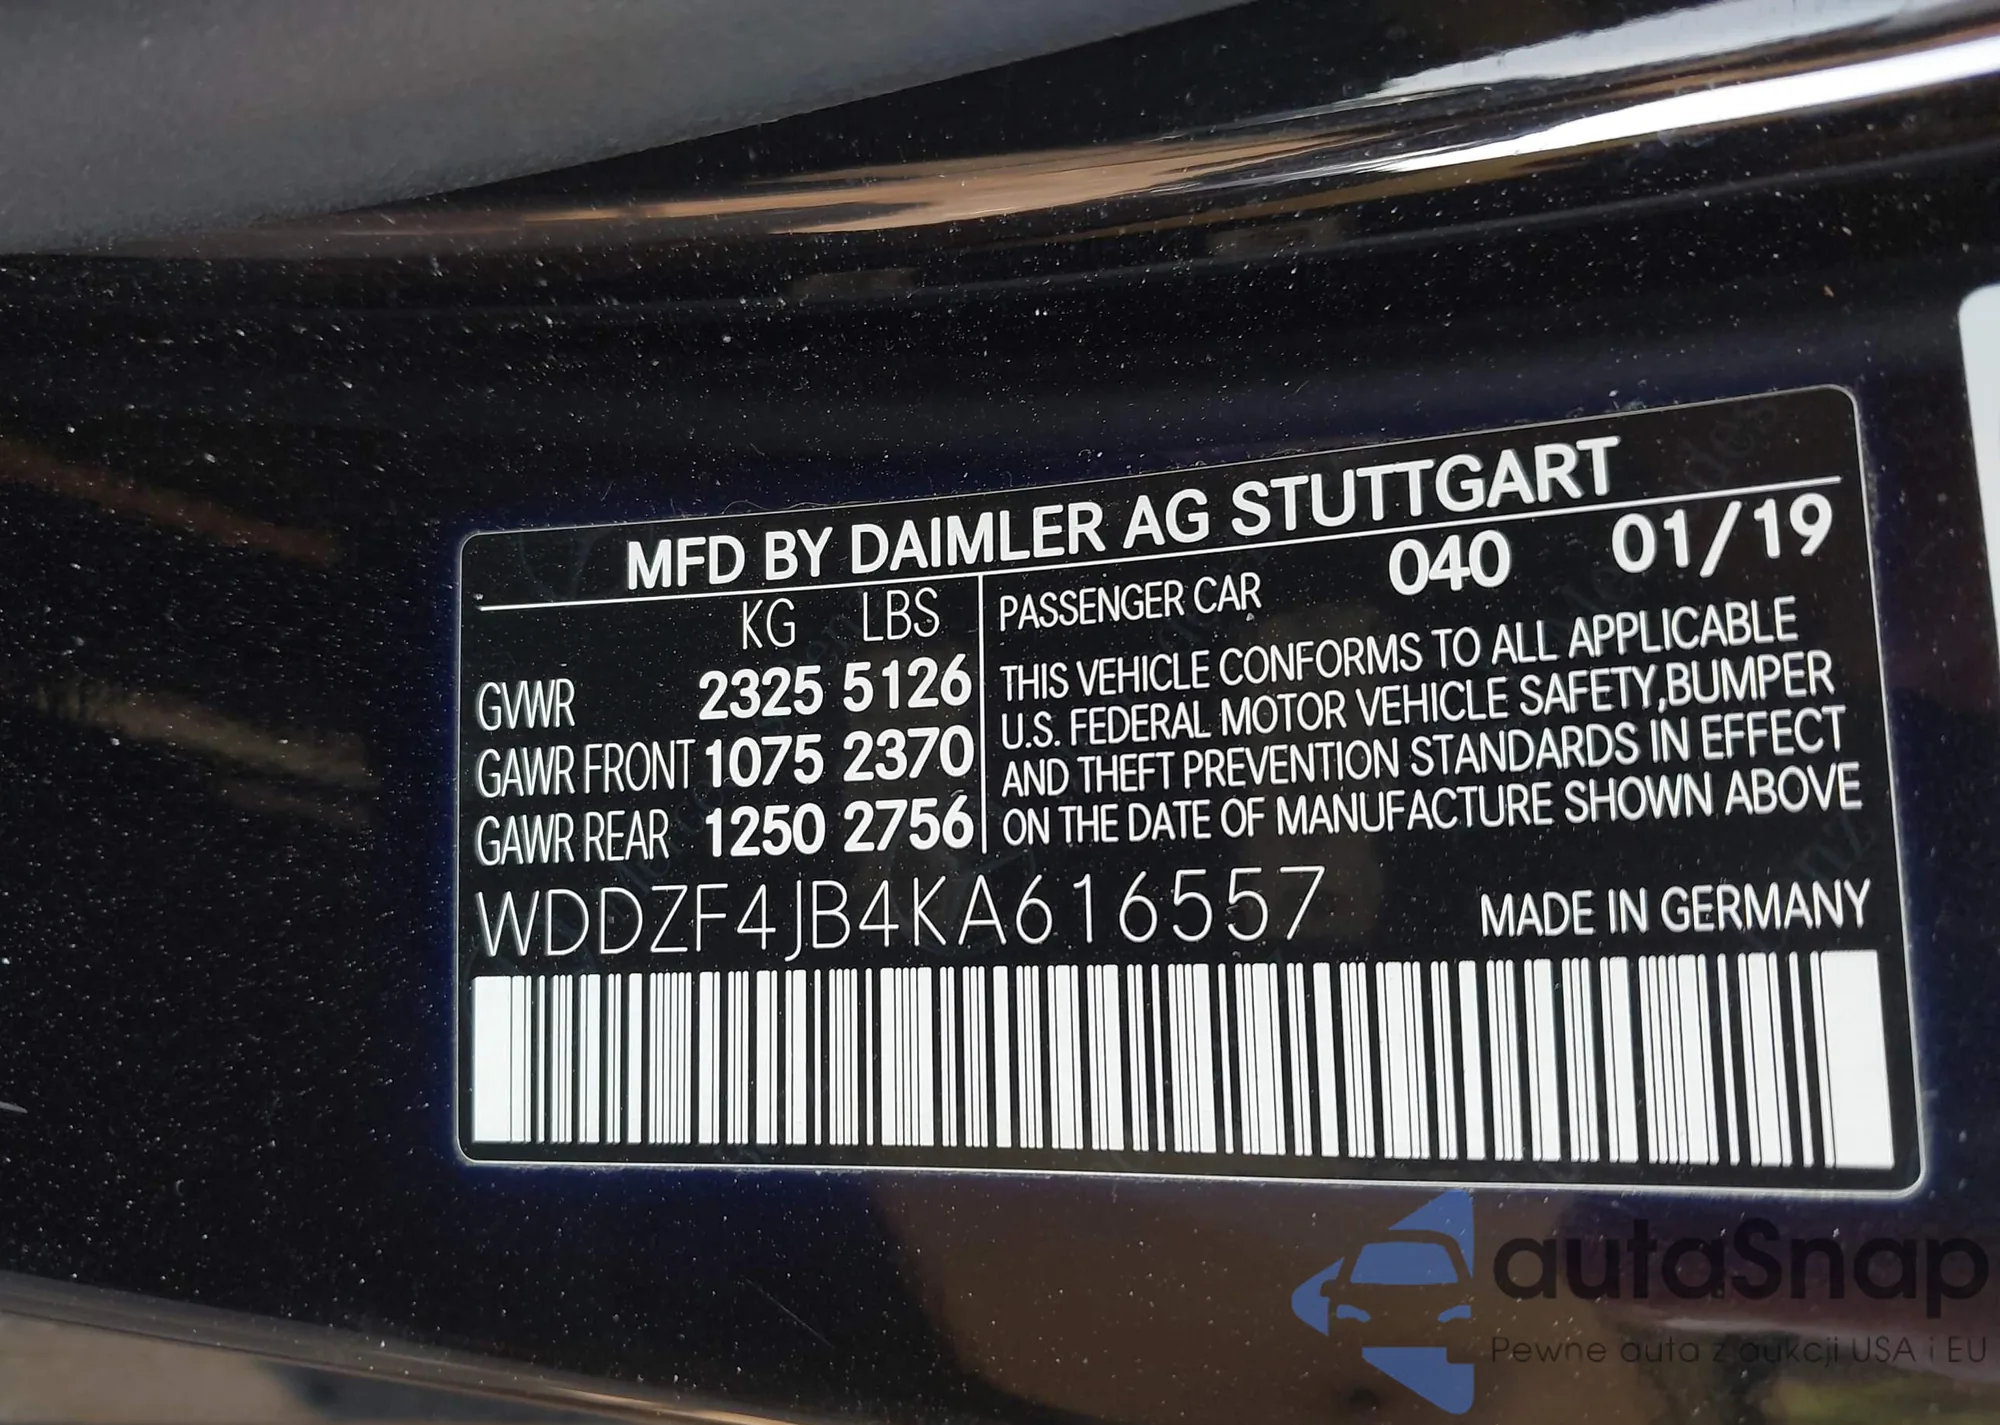 MFD BY DAIMLER AG STUTTGART
KG LBS
GVWR 2325 5126
GAWR FRONT 1075 2370
GAWR REAR 1250 2756
PASSENGER CAR 040 01/19
THIS VEHICLE CONFORMS TO ALL APPLICABLE
U.S. FEDERAL MOTOR VEHICLE SAFETY,BUMPER
AND THEFT PREVENTION STANDARDS IN EFFECT
ON THE DATE OF MANUFACTURE SHOWN ABOVE
WDDZF4JB4KA616557 MADE IN GERMANY
autaSnap
Pewne auta z aukcji USA i EU